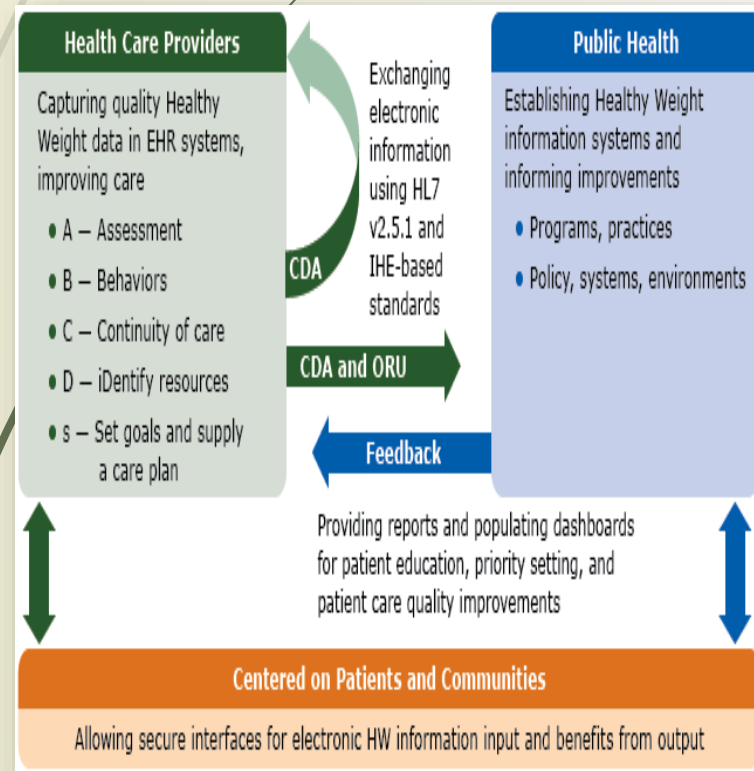 Health Care Providers
Capturing quality Healthy
Weight data in EHR systems,
improving care
• A – Assessment
• B – Behaviors
• C – Continuity of care
• D – iDentify resources
• s – Set goals and supply
a care plan
CDA
Exchanging
electronic
information
using HL7
v2.5.1 and
IHE-based
standards
CDA and ORU
Feedback
Public Health
Establishing Healthy Weight
information systems and
informing improvements
• Programs, practices
• Policy, systems, environments
Providing reports and populating dashboards
for patient education, priority setting, and
patient care quality improvements
Centered on Patients and Communities
Allowing secure interfaces for electronic HW information input and benefits from output